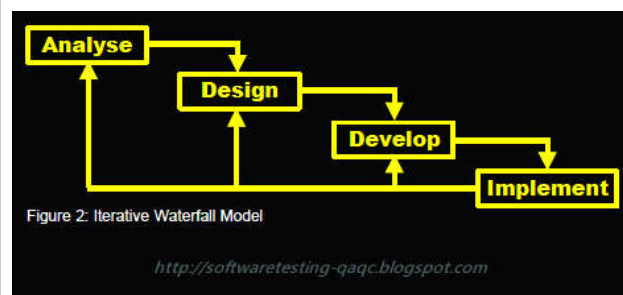 Analyse
Design
Develop
Implement
Figure 2: Iterative Waterfall Model
http://softwaretesting-qaqc.blogspot.com